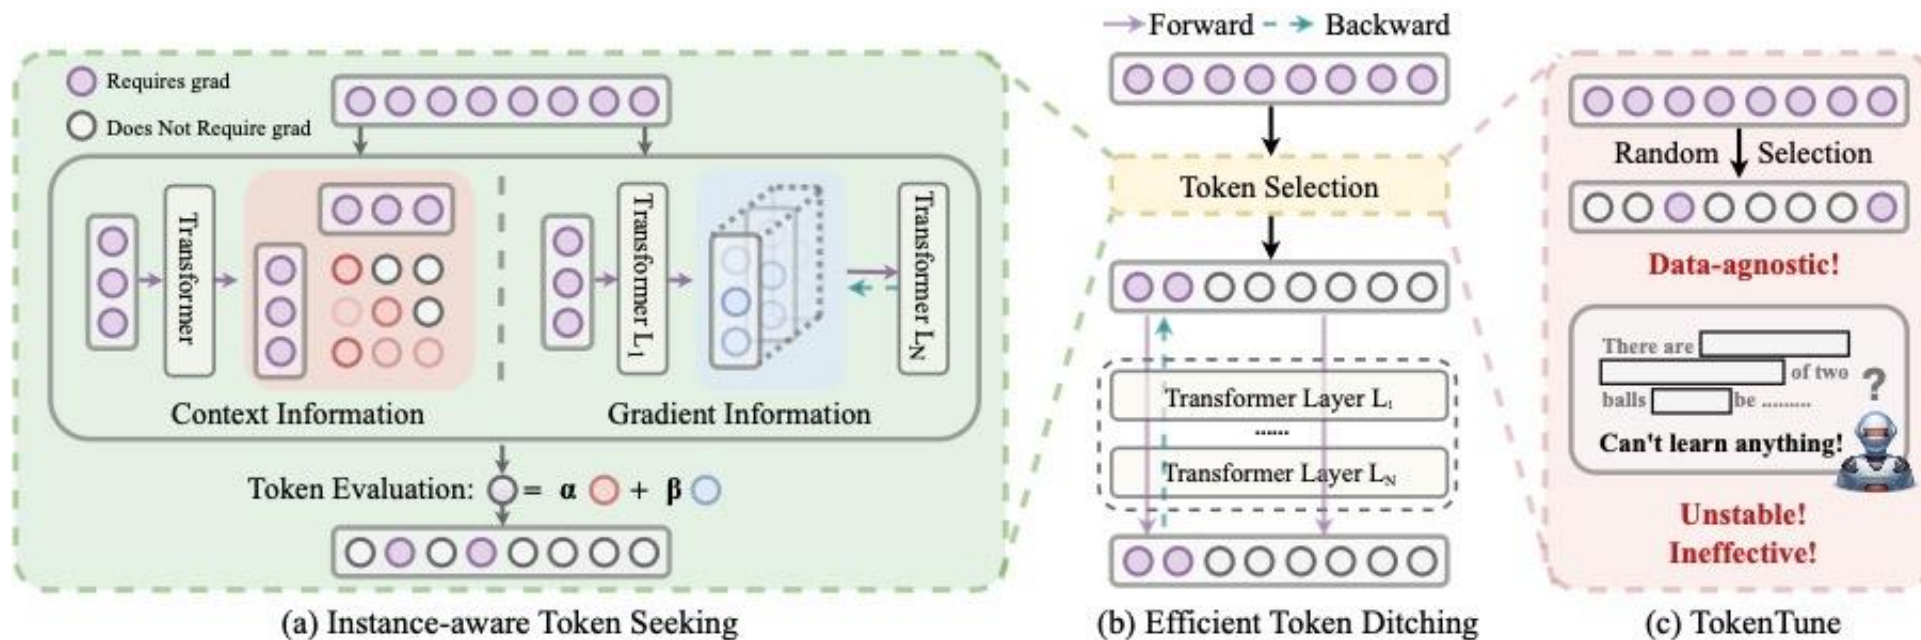 Requires grad
Does Not Require grad
Transformer
Context Information
Transformer L1
Transformer LN
Gradient Information
Token Evaluation: = α + β
(a) Instance-aware Token Seeking
Forward Backward
Token Selection
Transformer Layer L1
......
Transformer Layer LN
(b) Efficient Token Ditching
Random Selection
Data-agnostic!
There are
of two
balls be .........
?
Can't learn anything!
Unstable!
Ineffective!
(c) TokenTune